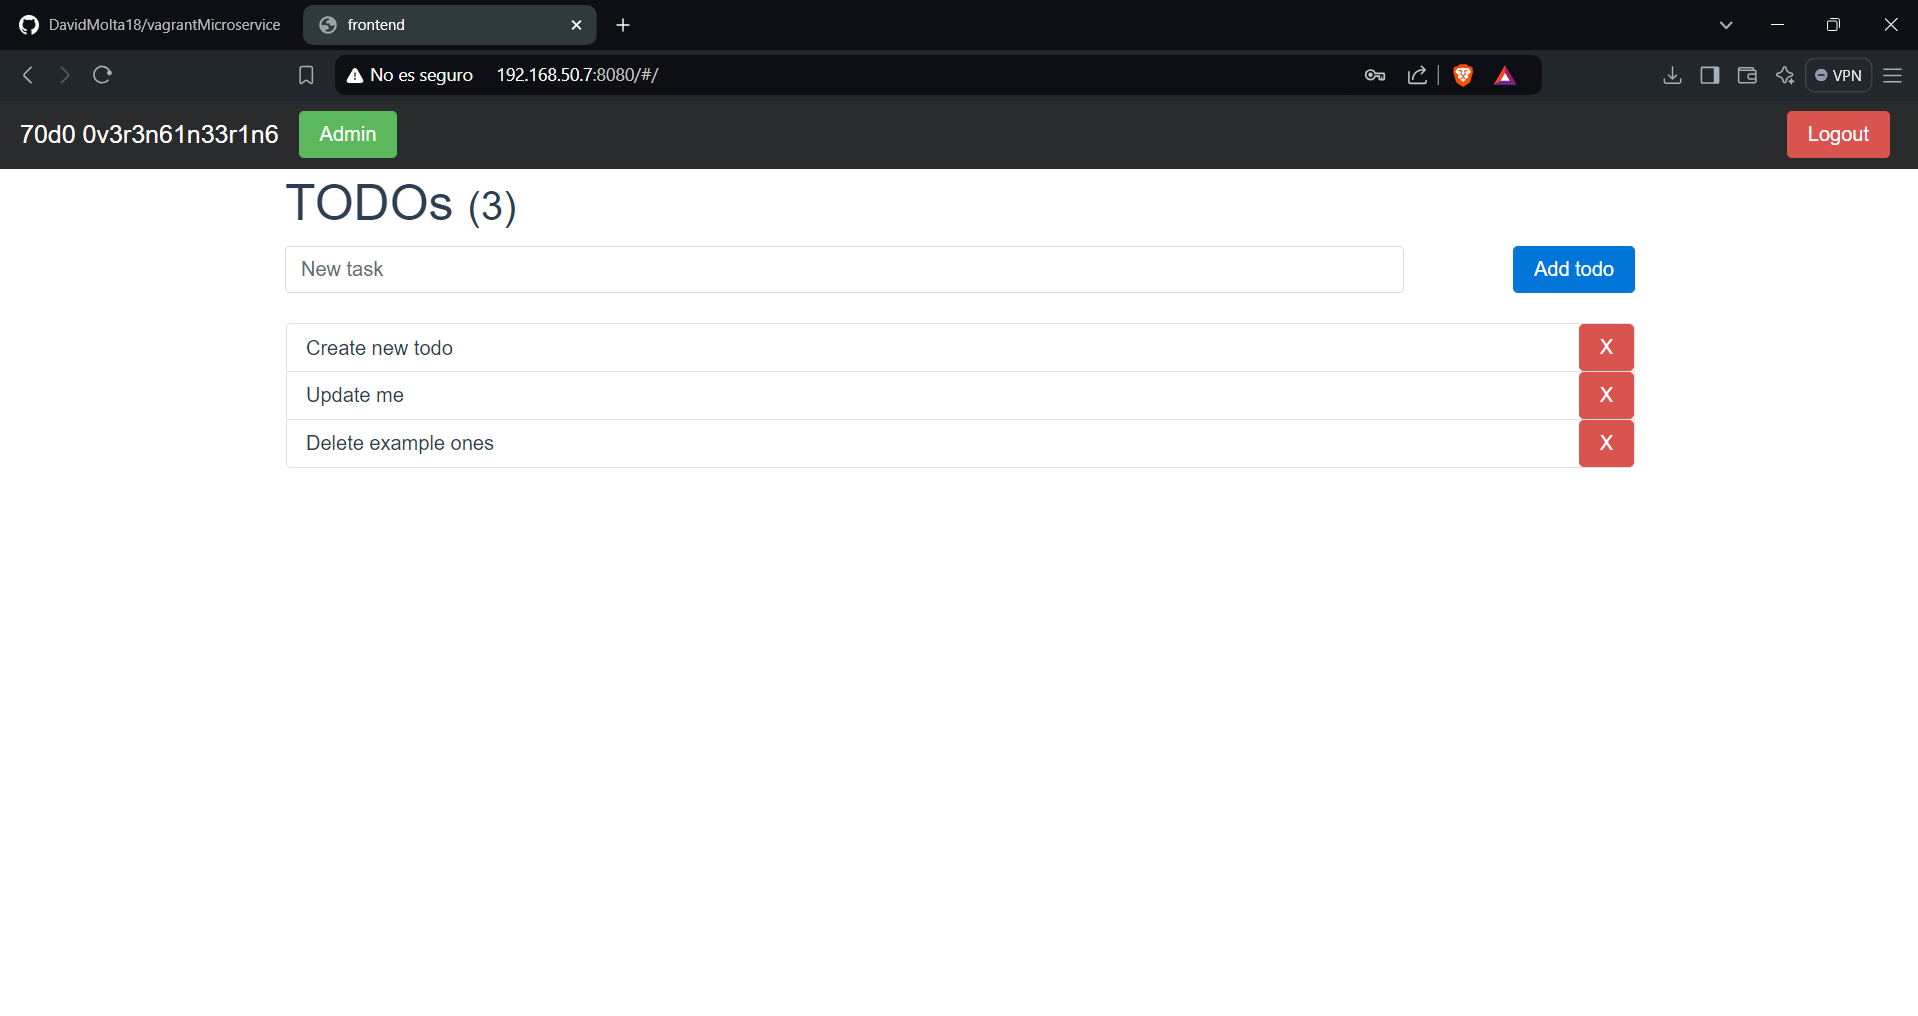 DavidMolta18/vagrantMicroservice
frontend
No es seguro 192.168.50.7:8080/#/
VPN
70d0 0v3r3n61n33r1n6
Admin
Logout
TODOs (3)
New task
Add todo
Create new todo
X
Update me
X
Delete example ones
X